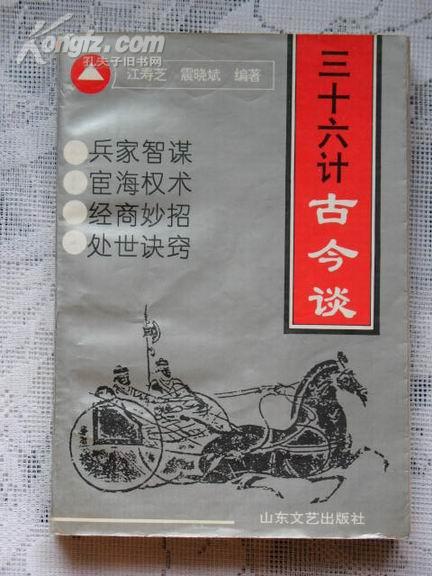 Kongfz.com
孔夫子旧书网
江寿芝 震晓斌 编著
三十六计
古今谈
兵家智谋
宦海权术
经商妙招
处世诀窍
山东文艺出版社